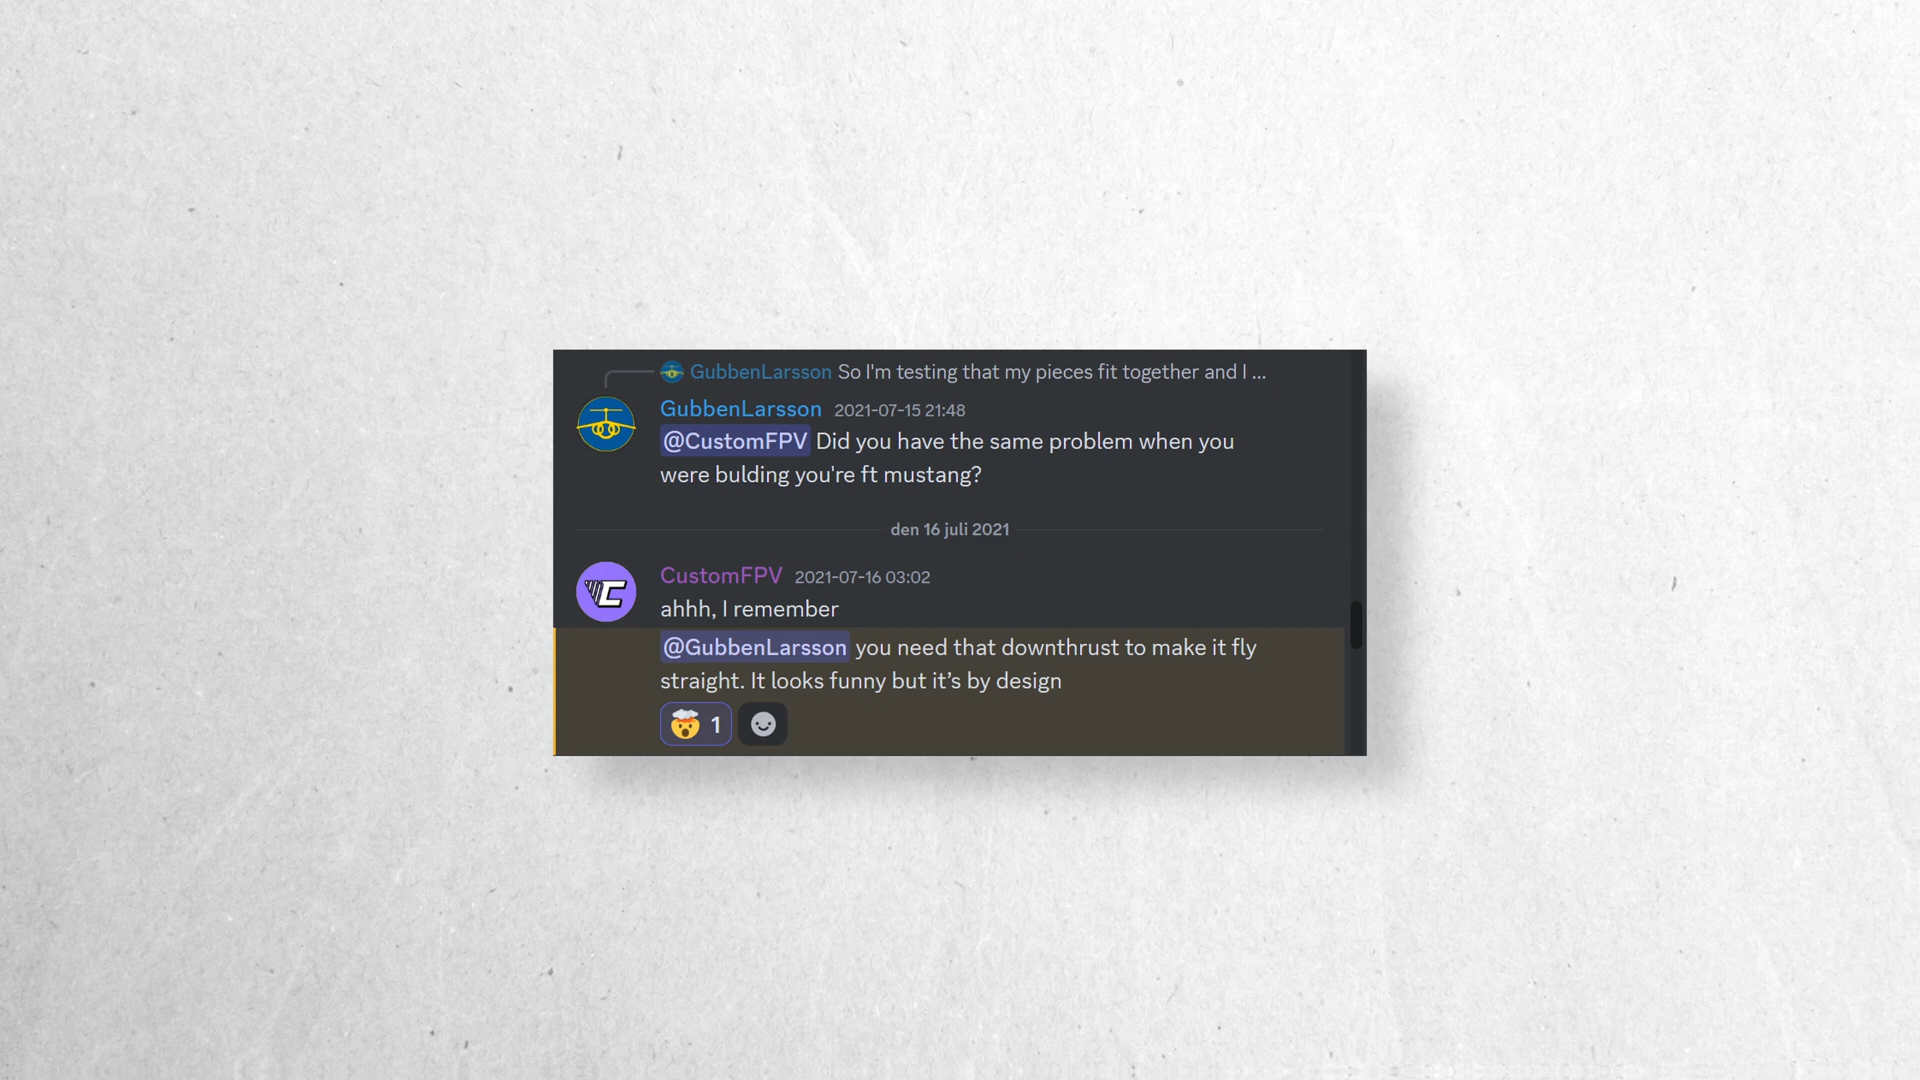 GubbenLarsson So I'm testing that my pieces fit together and I ...
GubbenLarsson 2021-07-15 21:48
@CustomFPV Did you have the same problem when you
were bulding you're ft mustang?
den 16 juli 2021
CustomFPV 2021-07-16 03:02
ahhh, I remember
@GubbenLarsson you need that downthrust to make it fly
straight. It looks funny but it's by design
1